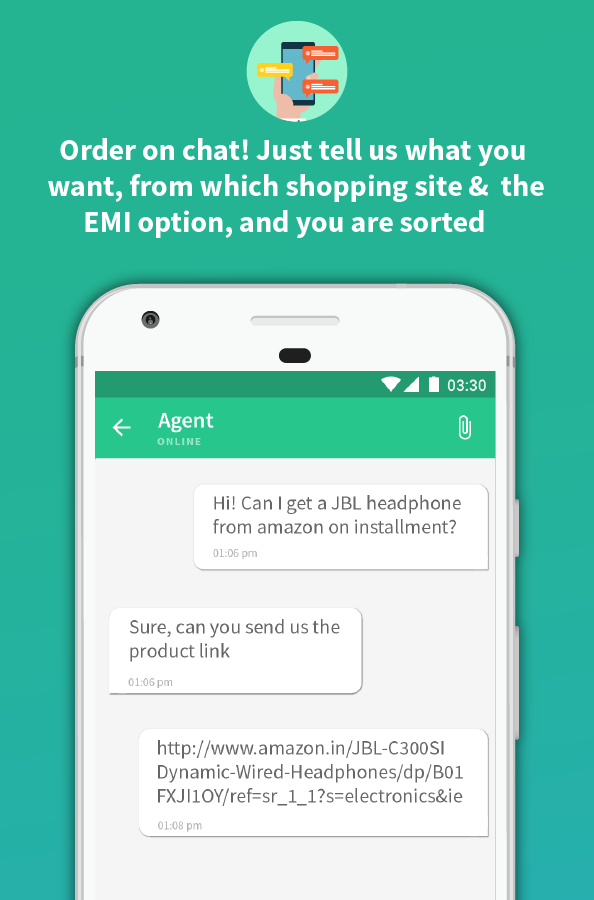 Order on chat! Just tell us what you
want, from which shopping site & the
EMI option, and you are sorted
03:30
Agent
ONLINE
Hi! Can I get a JBL headphone
from amazon on installment?
01:06 pm
Sure, can you send us the
product link
01:06 pm
http://www.amazon.in/JBL-C300SI
Dynamic-Wired-Headphones/dp/B01
FXJI1OY/ref=sr_1_1?s=electronics&ie
01:08 pm